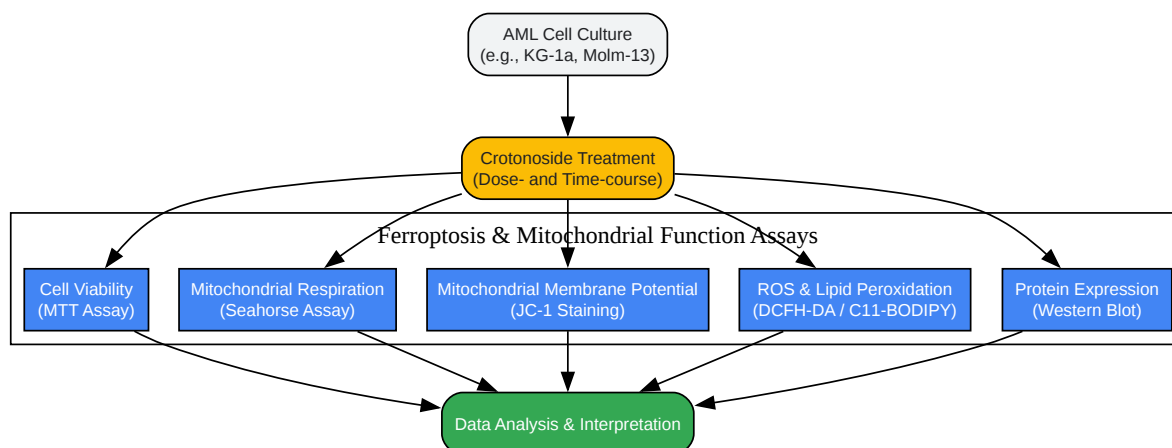 AML Cell Culture
(e.g., KG-1a, Molm-13)
Crotonoside Treatment
(Dose- and Time-course)
Ferroptosis & Mitochondrial Function Assays
Cell Viability
(MTT Assay)
Mitochondrial Respiration
(Seahorse Assay)
Mitochondrial Membrane Potential
(JC-1 Staining)
ROS & Lipid Peroxidation
(DCFH-DA / C11-BODIPY)
Protein Expression
(Western Blot)
Data Analysis & Interpretation